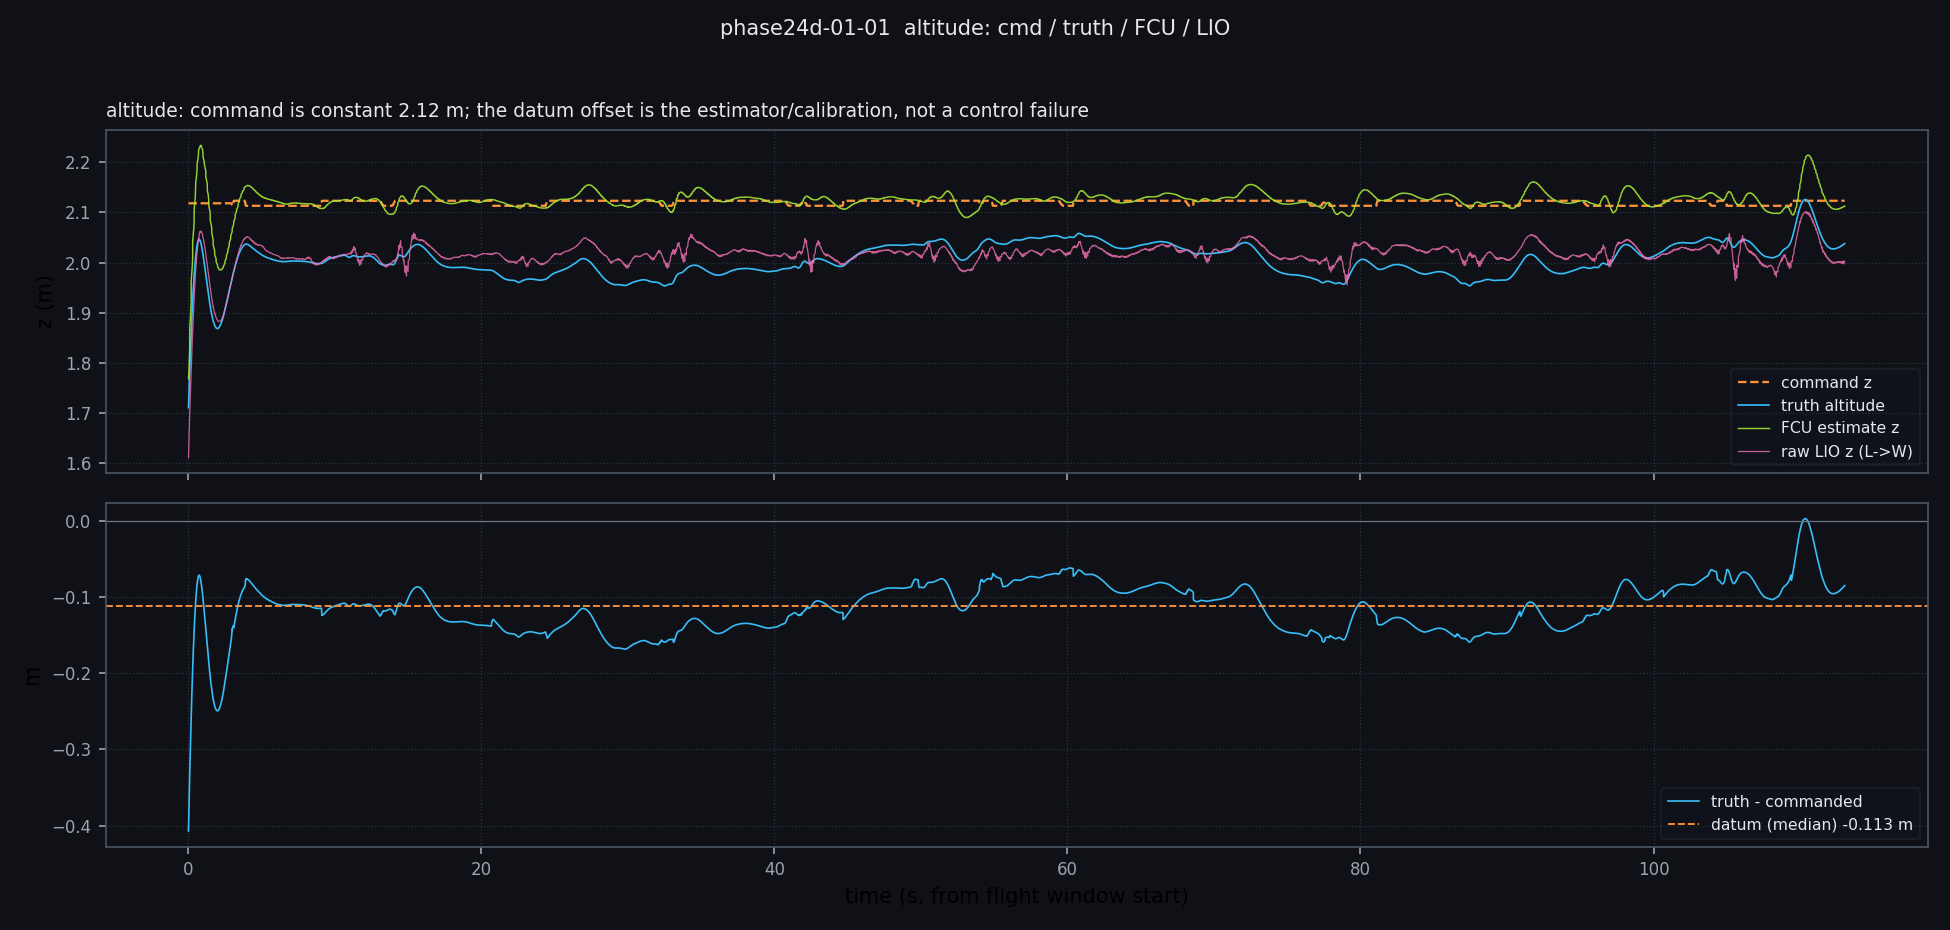 phase24d-01-01  altitude: cmd / truth / FCU / LIO
altitude: command is constant 2.12 m; the datum offset is the estimator/calibration, not a control failure
z (m)
2.2
2.1
2.0
1.9
1.8
1.7
1.6
command z
truth altitude
FCU estimate z
raw LIO z (L->W)
m
0.0
−0.1
−0.2
−0.3
−0.4
truth - commanded
datum (median) -0.113 m
0 20 40 60 80 100
time (s, from flight window start)